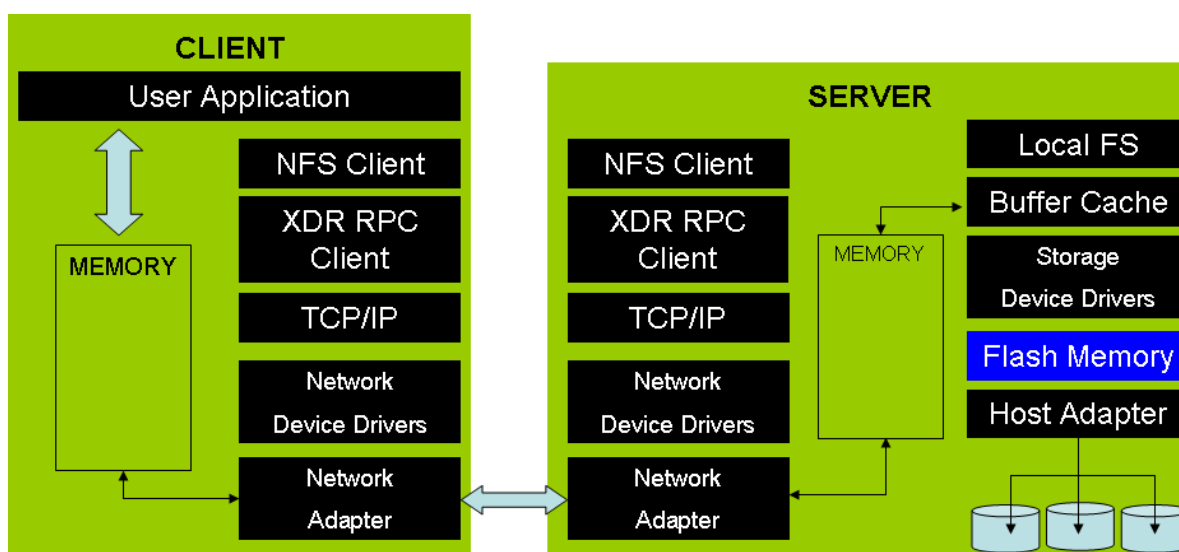 CLIENT
User Application
NFS Client
XDR RPC
Client
MEMORY
TCP/IP
Network
Device Drivers
Network
Adapter
SERVER
NFS Client
XDR RPC
Client
TCP/IP
Network
Device Drivers
Network
Adapter
MEMORY
Local FS
Buffer Cache
Storage
Device Drivers
Flash Memory
Host Adapter